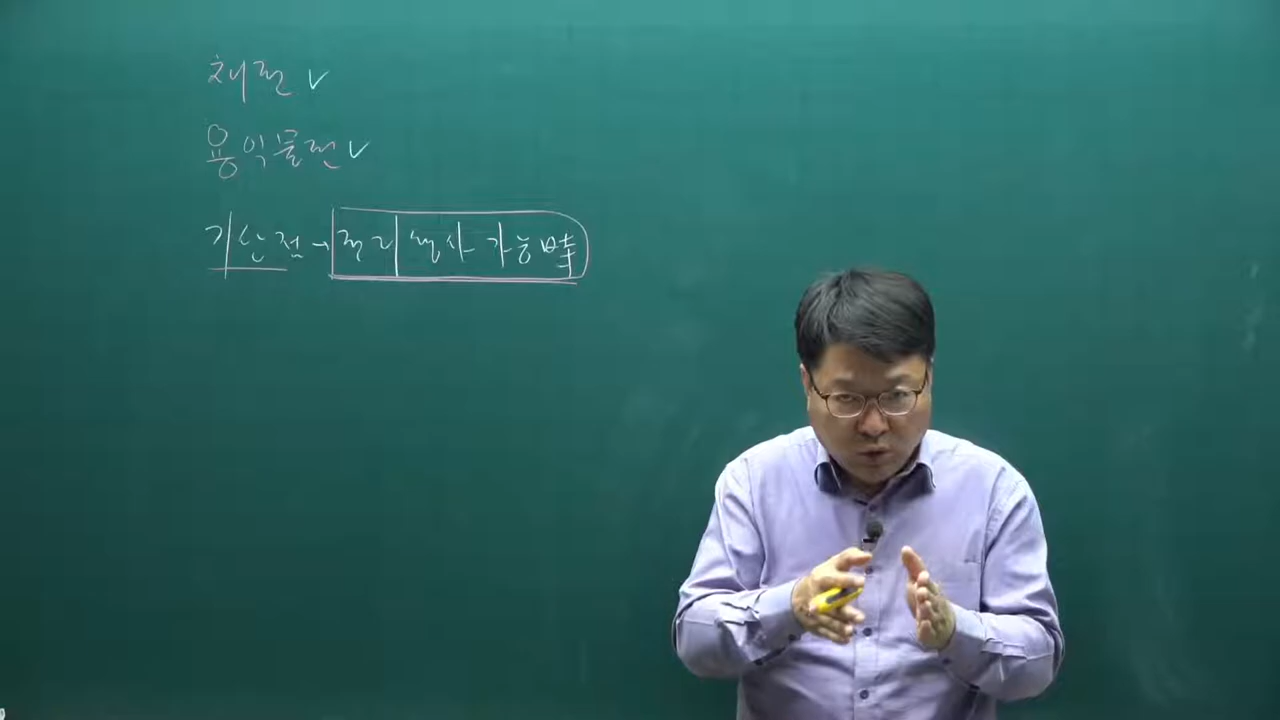 채권 ✓
용익물권 ✓
기산점 → 권리 행사 가능 時